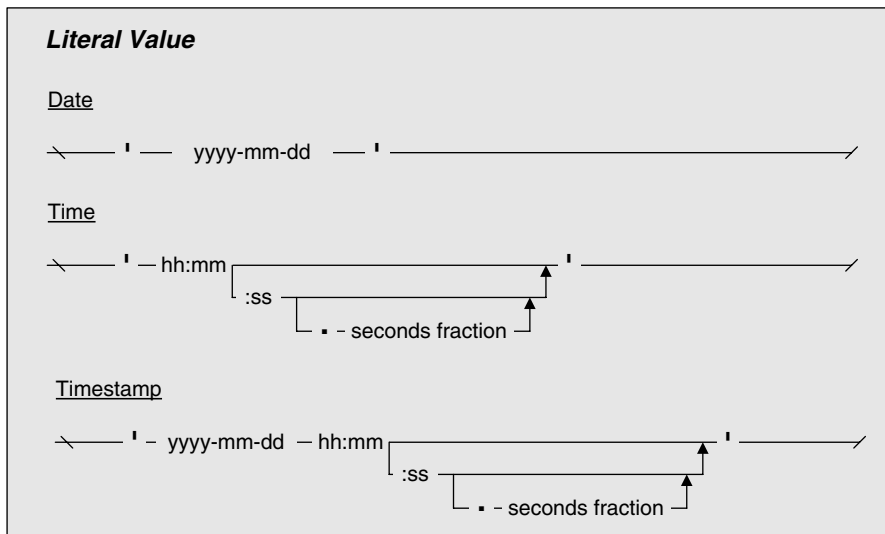 Literal Value
Date
' yyyy-mm-dd '
Time
' hh:mm '
:ss
. seconds fraction
Timestamp
' yyyy-mm-dd hh:mm '
:ss
. seconds fraction